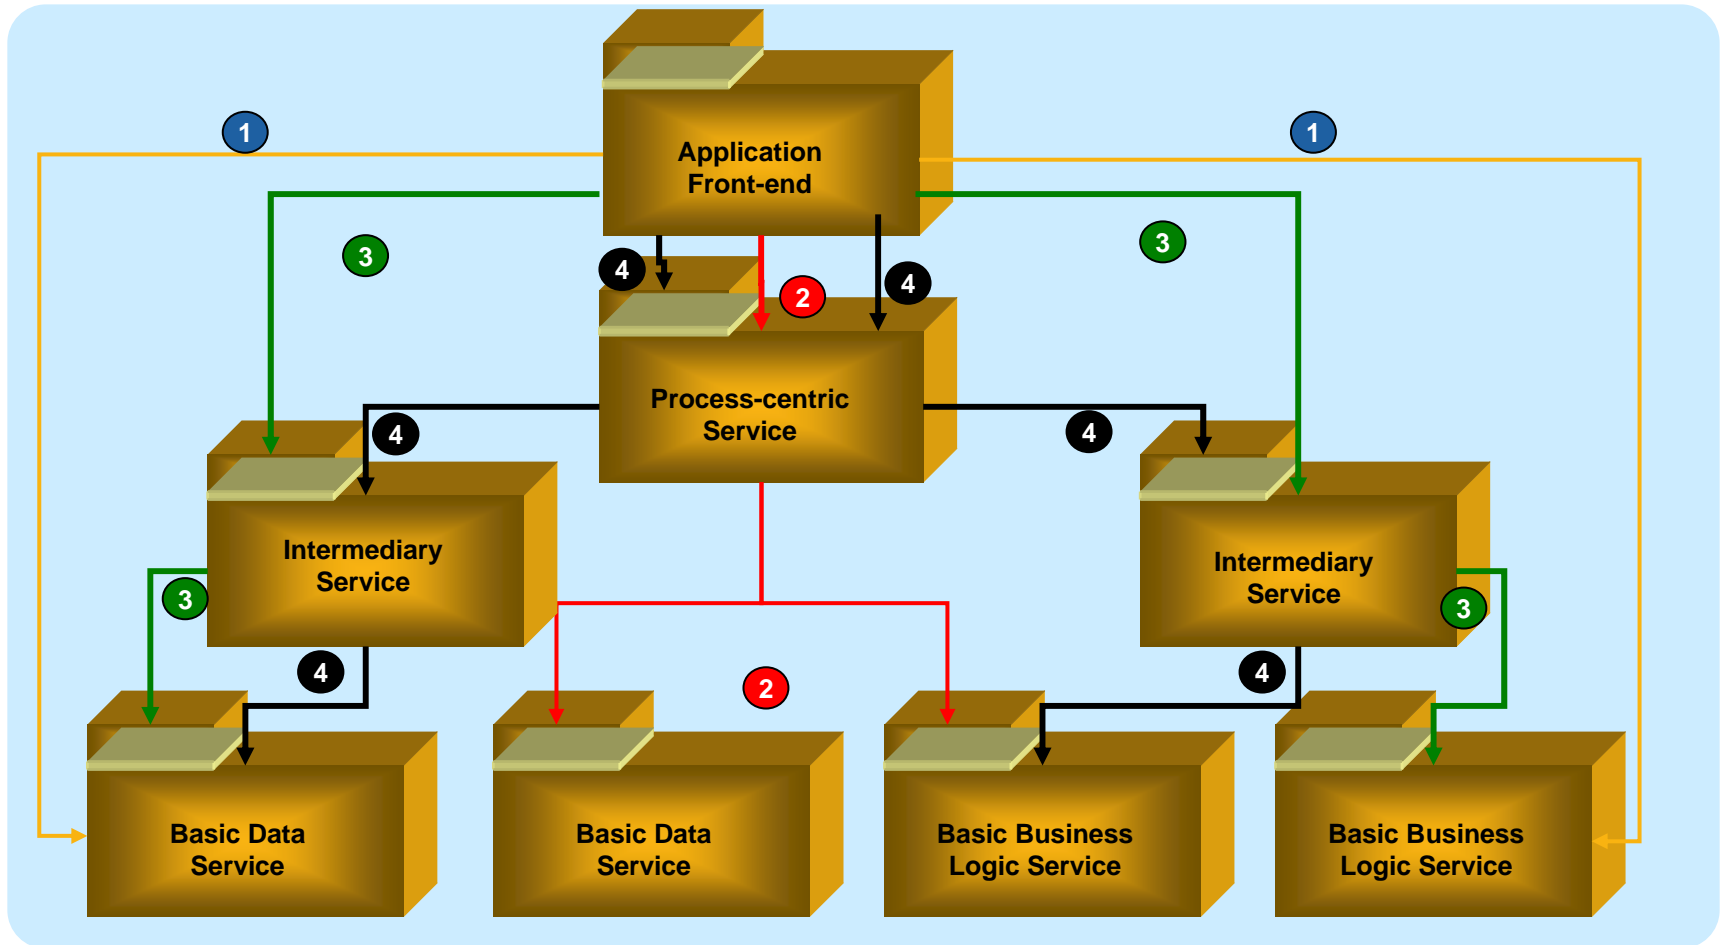 1
1
Application
Front-end
3
3
4
2
4
Process-centric
Service
4
4
Intermediary
Service
Intermediary
Service
3
3
4
2
4
Basic Data
Service
Basic Data
Service
Basic Business
Logic Service
Basic Business
Logic Service